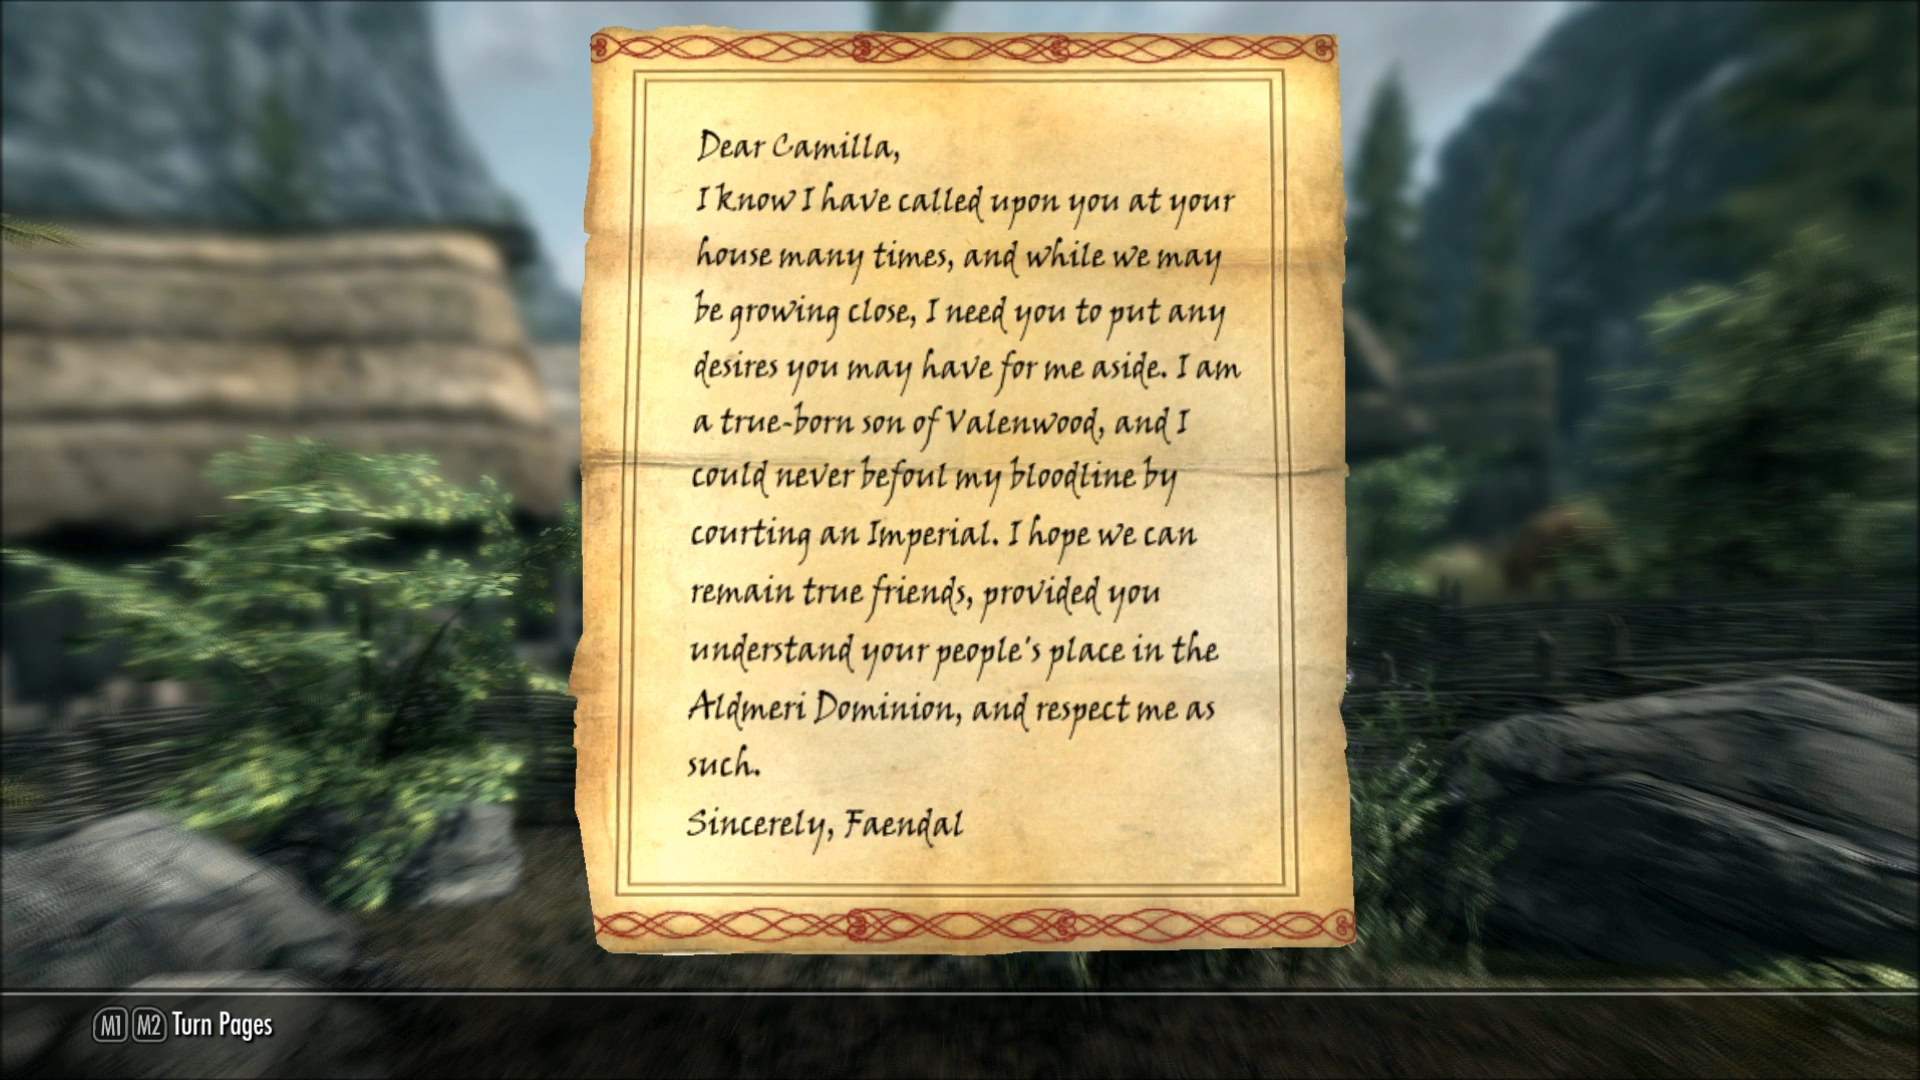 Dear Camilla,
I know I have called upon you at your
house many times, and while we may
be growing close, I need you to put any
desires you may have for me aside. I am
a true-born son of Valenwood, and I
could never befoul my bloodline by
courting an Imperial. I hope we can
remain true friends, provided you
understand your people's place in the
Aldmeri Dominion, and respect me as
such.
Sincerely, Faendal
M1 M2 Turn Pages